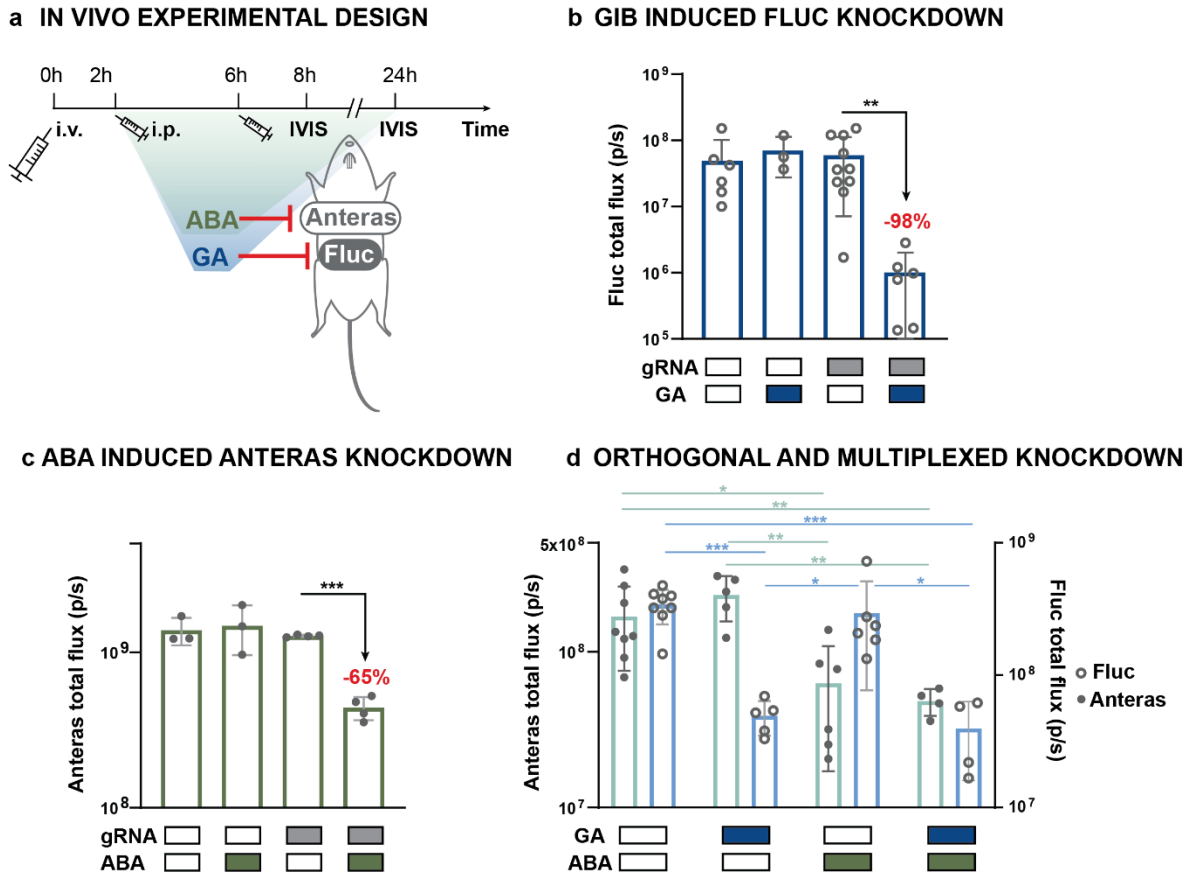 a IN VIVO EXPERIMENTAL DESIGN
0h 2h 6h 8h 24h
i.v. i.p. IVIS IVIS Time
ABA Anteras
GA Fluc
b GIB INDUCED FLUC KNOCKDOWN
Fluc total flux (p/s)
10⁹
10⁸
10⁷
10⁶
10⁵
**
-98%
gRNA
GA
c ABA INDUCED ANTERAS KNOCKDOWN
Anteras total flux (p/s)
10⁹
10⁸
***
-65%
gRNA
ABA
d ORTHOGONAL AND MULTIPLEXED KNOCKDOWN
*
**
***
**
***
**
*
*
Anteras total flux (p/s)
5x10⁸
10⁸
10⁷
10⁹
10⁸
10⁷
Fluc total flux (p/s)
Fluc
Anteras
GA
ABA